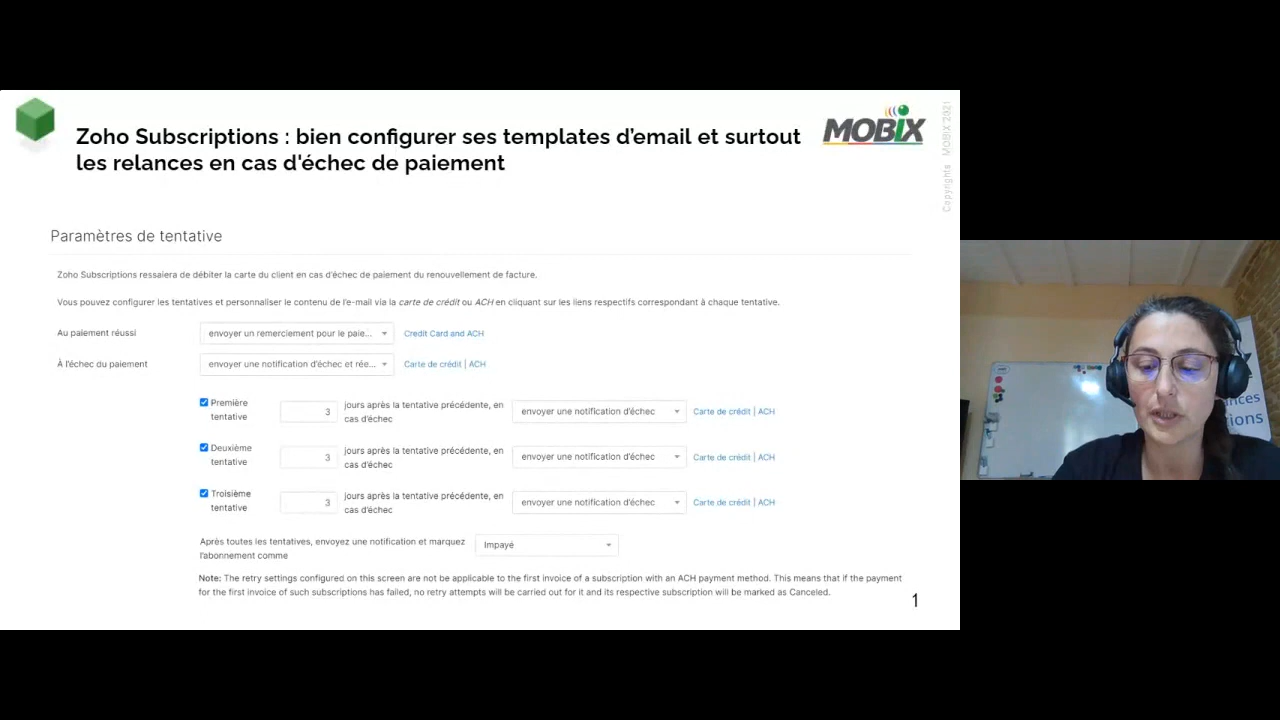 Zoho Subscriptions : bien configurer ses templates d'email et surtout
les relances en cas d'échec de paiement
MOBIX
Copyrights MOBIX 2021
Paramètres de tentative
Zoho Subscriptions ressaiera de débiter la carte du client en cas d'échec de paiement du renouvellement de facture.
Vous pouvez configurer les tentatives et personnaliser le contenu de l'e-mail via la carte de crédit ou ACH en cliquant sur les liens respectifs correspondant à chaque tentative.
Au paiement réussi
envoyer un remerciement pour le paie...
Credit Card and ACH
À l'échec du paiement
envoyer une notification d'échec et rée...
Carte de crédit | ACH
Première
tentative
3
jours après la tentative précédente, en
cas d'échec
envoyer une notification d'échec
Carte de crédit | ACH
Deuxième
tentative
3
jours après la tentative précédente, en
cas d'échec
envoyer une notification d'échec
Carte de crédit | ACH
Troisième
tentative
3
jours après la tentative précédente, en
cas d'échec
envoyer une notification d'échec
Carte de crédit | ACH
Après toutes les tentatives, envoyez une notification et marquez
l'abonnement comme
Impayé
Note: The retry settings configured on this screen are not be applicable to the first invoice of a subscription with an ACH payment method. This means that if the payment
for the first invoice of such subscriptions has failed, no retry attempts will be carried out for it and its respective subscription will be marked as Canceled.
1